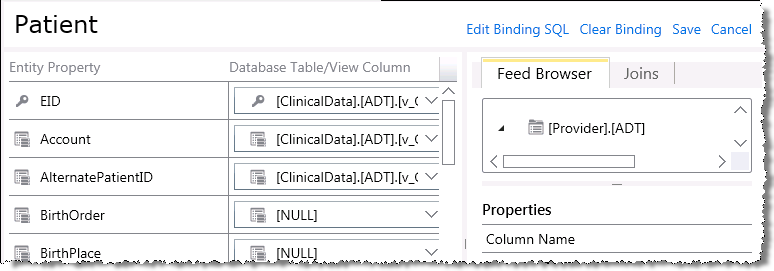 Patient
Edit Binding SQL Clear Binding Save Cancel
Entity Property Database Table/View Column
EID [ClinicalData].[ADT].[v_
Account [ClinicalData].[ADT].[v_
AlternatePatientID [ClinicalData].[ADT].[v_
BirthOrder [NULL]
BirthPlace [NULL]
Feed Browser Joins
[Provider].[ADT]
Properties
Column Name